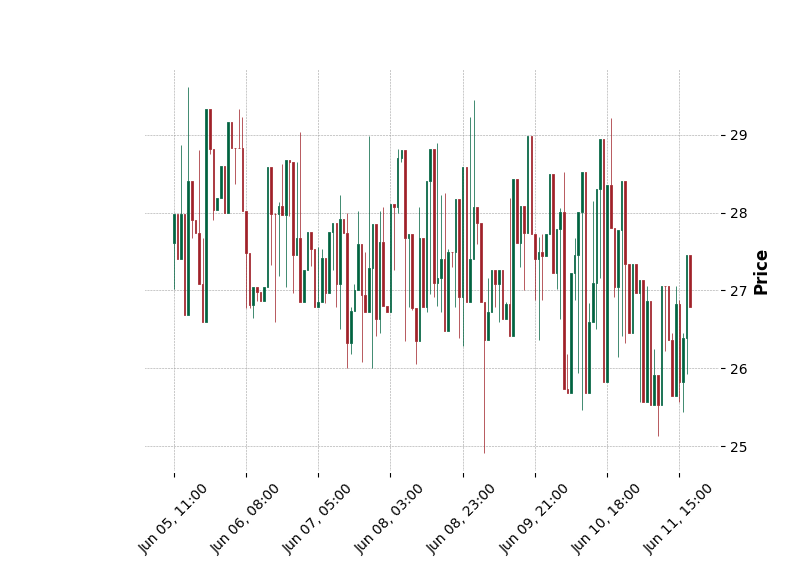 29
28
27
26
25
Price
Jun 05, 11:00
Jun 06, 08:00
Jun 07, 05:00
Jun 08, 03:00
Jun 08, 23:00
Jun 09, 21:00
Jun 10, 18:00
Jun 11, 15:00